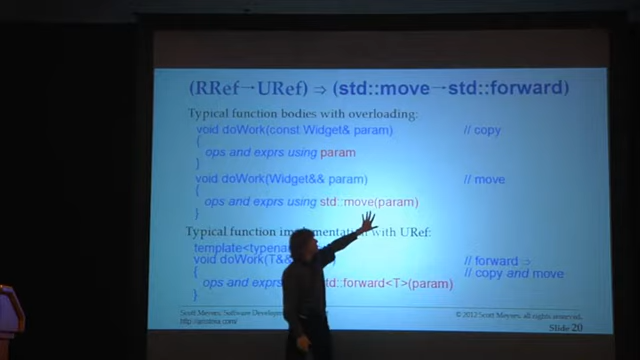 (RRef→URef) ⇒ (std::move→std::forward)
Typical function bodies with overloading:
void doWork(const Widget& param) // copy
{
ops and exprs using param
}
void doWork(Widget&& param) // move
{
ops and exprs using std::move(param)
}
Typical function implementation with URef:
template<typena
void doWork(T&& // forward ⇒
{ // copy and move
ops and exprs td::forward<T>(param)
}
Scott Meyers, Software Develop © 2012 Scott Meyers, all rights reserved.
http://aristeia.com/ Slide 20